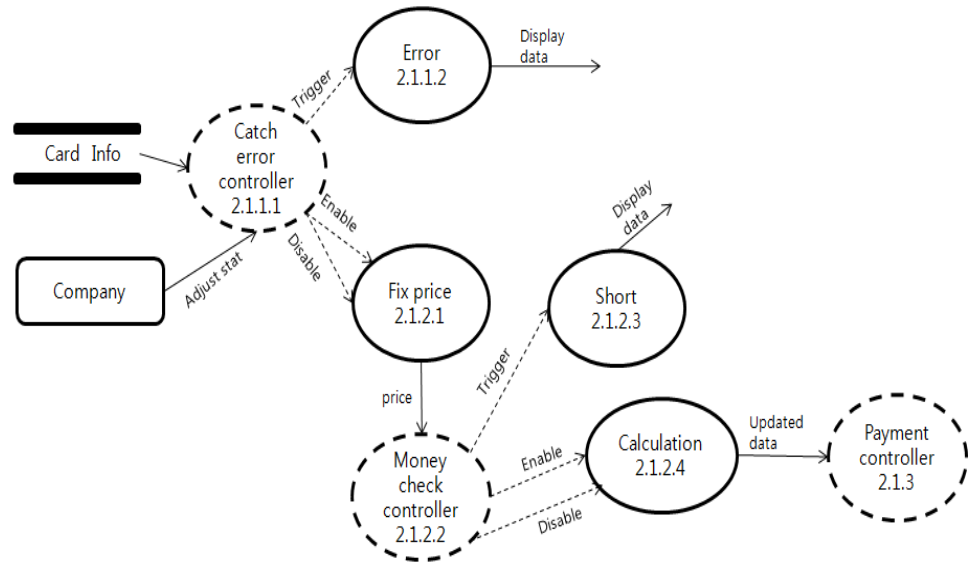 Error
2.1.1.2
Display
data
Trigger
Card Info
Catch
error
controller
2.1.1.1
Enable
Disable
Adjust stat
Company
Fix price
2.1.2.1
Display
data
Short
2.1.2.3
price
Trigger
Money
check
controller
2.1.2.2
Enable
Disable
Calculation
2.1.2.4
Updated
data
Payment
controller
2.1.3